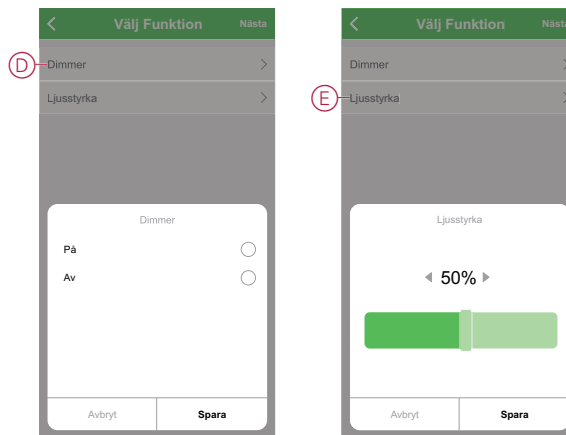 Välj Funktion Nästa
D Dimmer
Ljusstyrka
Dimmer
På
Av
Avbryt Spara
Välj Funktion Nästa
Dimmer
E Ljusstyrka
Ljusstyrka
50%
Avbryt Spara